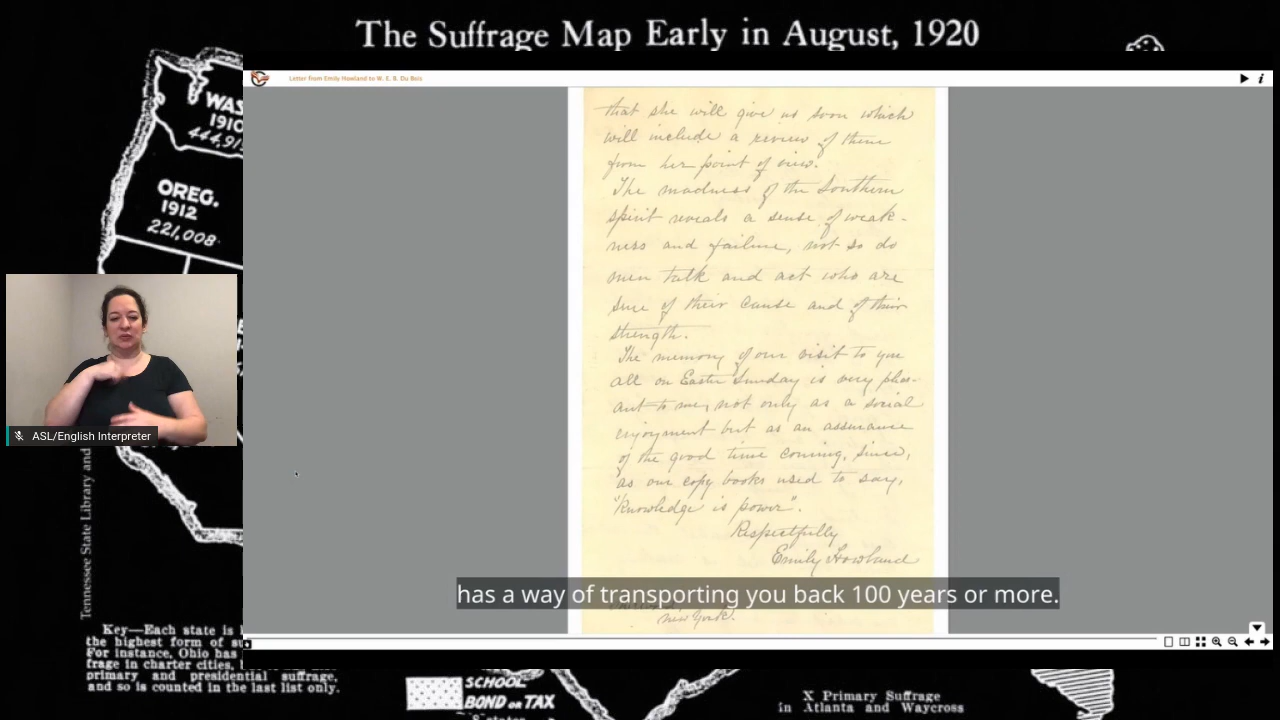 The Suffrage Map Early in August, 1920
Letter from Emily Howland to W. E. B. Du Bois
WAS
1910
444,91
OREG.
1912
221,008
that she will give us soon which
will include a review of them
from her point of view.
The madness of the Southern
spirit reveals a sense of weak-
ness and failure, not so do
men talk and act who are
sure of their cause and of their
strength.
The memory of our visit to you
all on Easter Sunday is very pleas-
ant to me, not only as a social
enjoyment but as an assurance
of the good time coming, since,
as our copy books used to say,
"Knowledge is power".
Respectfully
Emily Howland
New York.
has a way of transporting you back 100 years or more.
ASL/English Interpreter
Tennessee State Library and
Key—Each state is
the highest form of su
For instance, Ohio has
frage in charter cities,
primary and presidential suffrage,
and so is counted in the last list only.
SCHOOL
BOND OR TAX
X Primary Suffrage
in Atlanta and Waycross